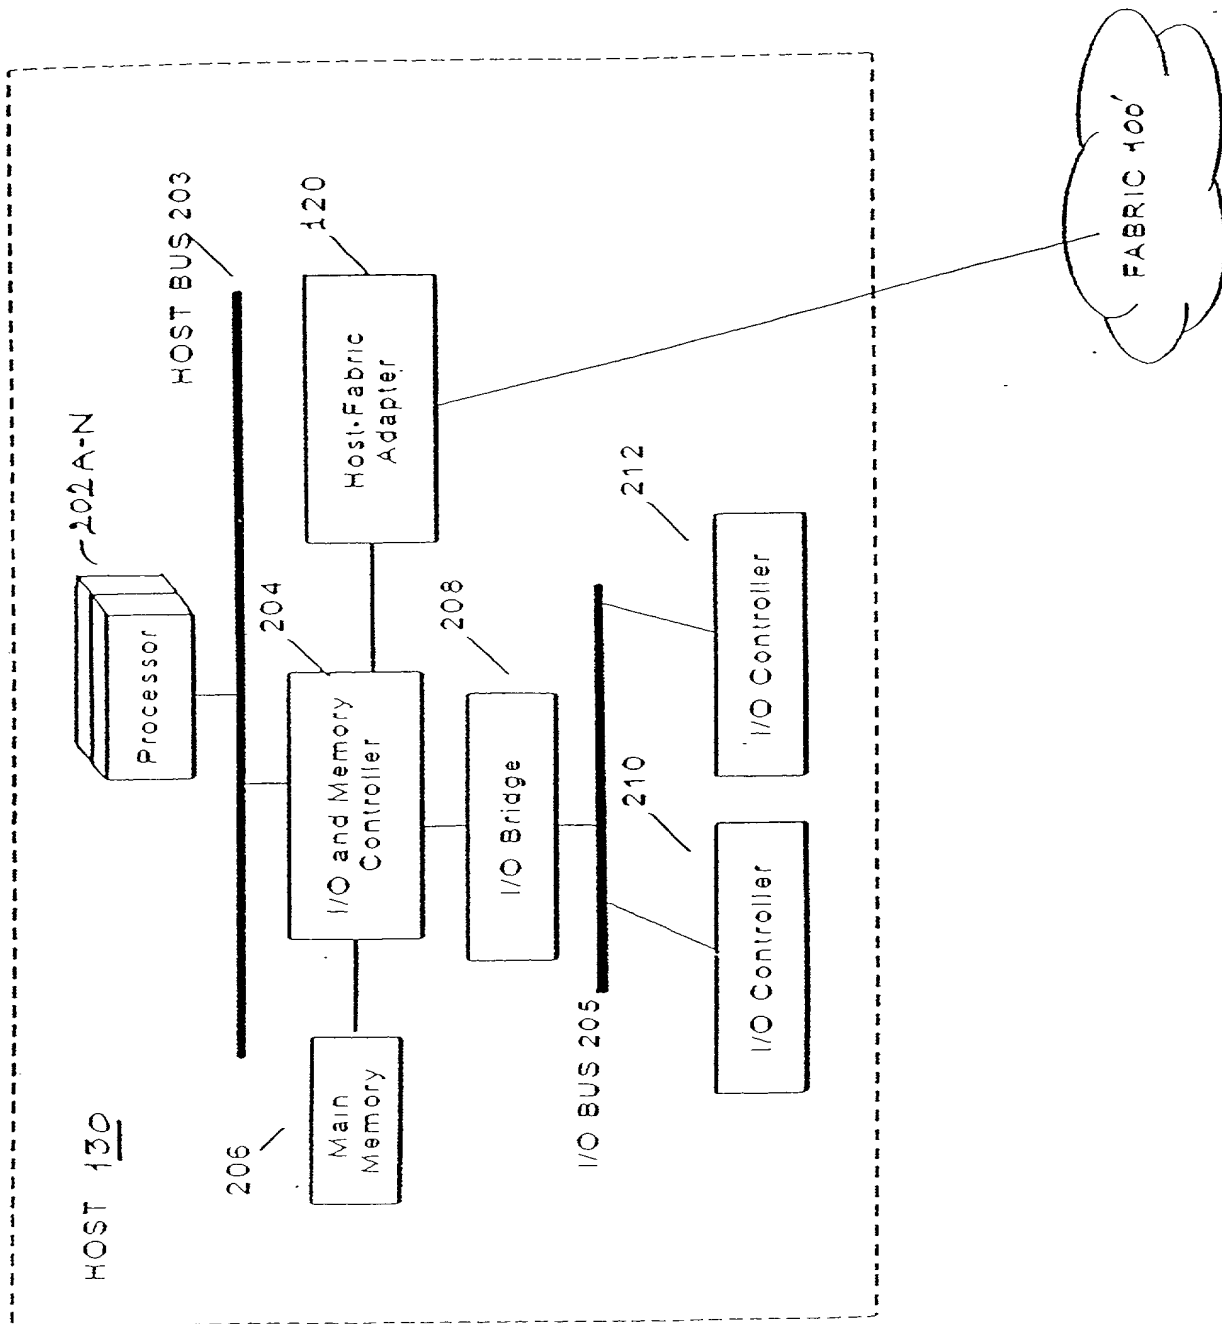 HOST 130
202A-N
Processor
HOST BUS 203
206
204
120
Main
Memory
I/O and Memory
Controller
Host-Fabric
Adapter
208
I/O Bridge
I/O BUS 205
210
212
I/O Controller
I/O Controller
FABRIC 100'